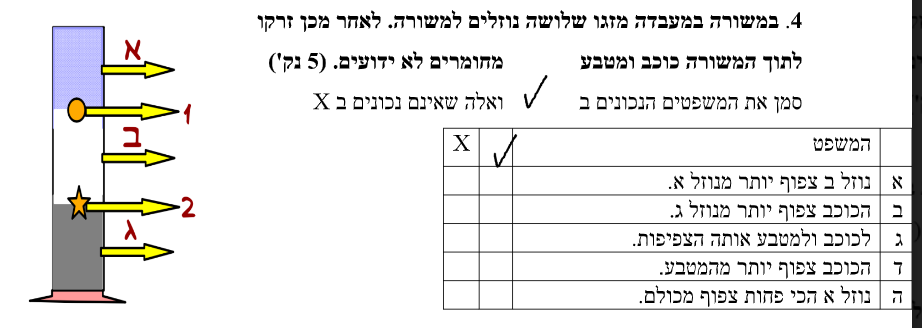 4. במשורה במעבדה מזגו שלושה נוזלים למשורה. לאחר מכן זרקו
לתוך המשורה כוכב ומטבע מחומרים לא ידועים. (5 נק')
סמן את המשפטים הנכונים ב ✓ ואלה שאינם נכונים ב X
המשפט ✓ X
א נוזל ב צפוף יותר מנוזל א.
ב הכוכב צפוף יותר מנוזל ג.
ג לכוכב ולמטבע אותה הצפיפות.
ד הכוכב צפוף יותר מהמטבע.
ה נוזל א הכי פחות צפוף מכולם.
א
1
ב
2
ג